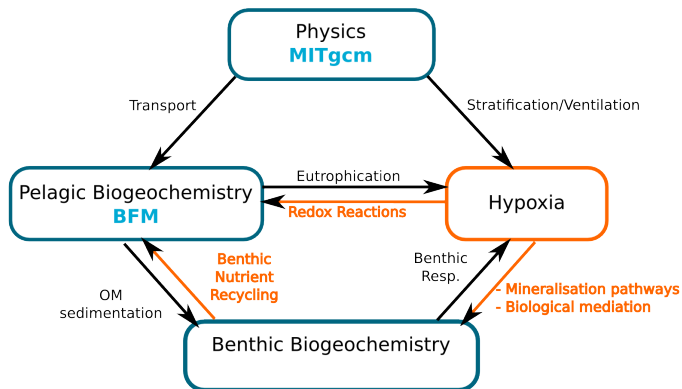 Physics
MITgcm
Transport
Stratification/Ventilation
Pelagic Biogeochemistry
BFM
Eutrophication
Redox Reactions
Hypoxia
OM
sedimentation
Benthic
Nutrient
Recycling
Benthic
Resp.
- Mineralisation pathways
- Biological mediation
Benthic Biogeochemistry